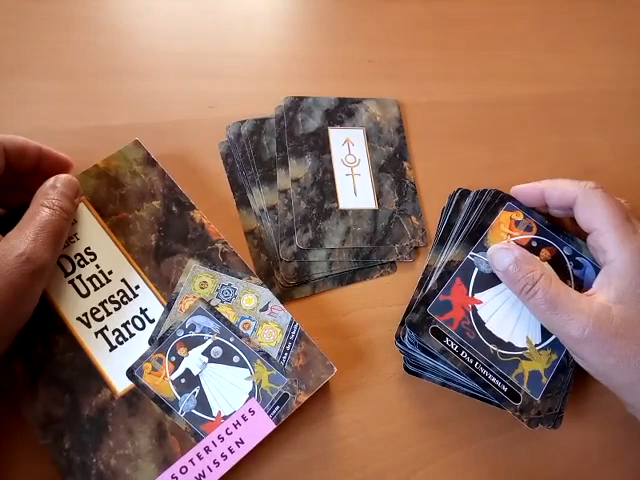 Das
Uni-
versal-
Tarot
SOTERISCHES
WISSEN
XXI. DAS UNIVERSUM